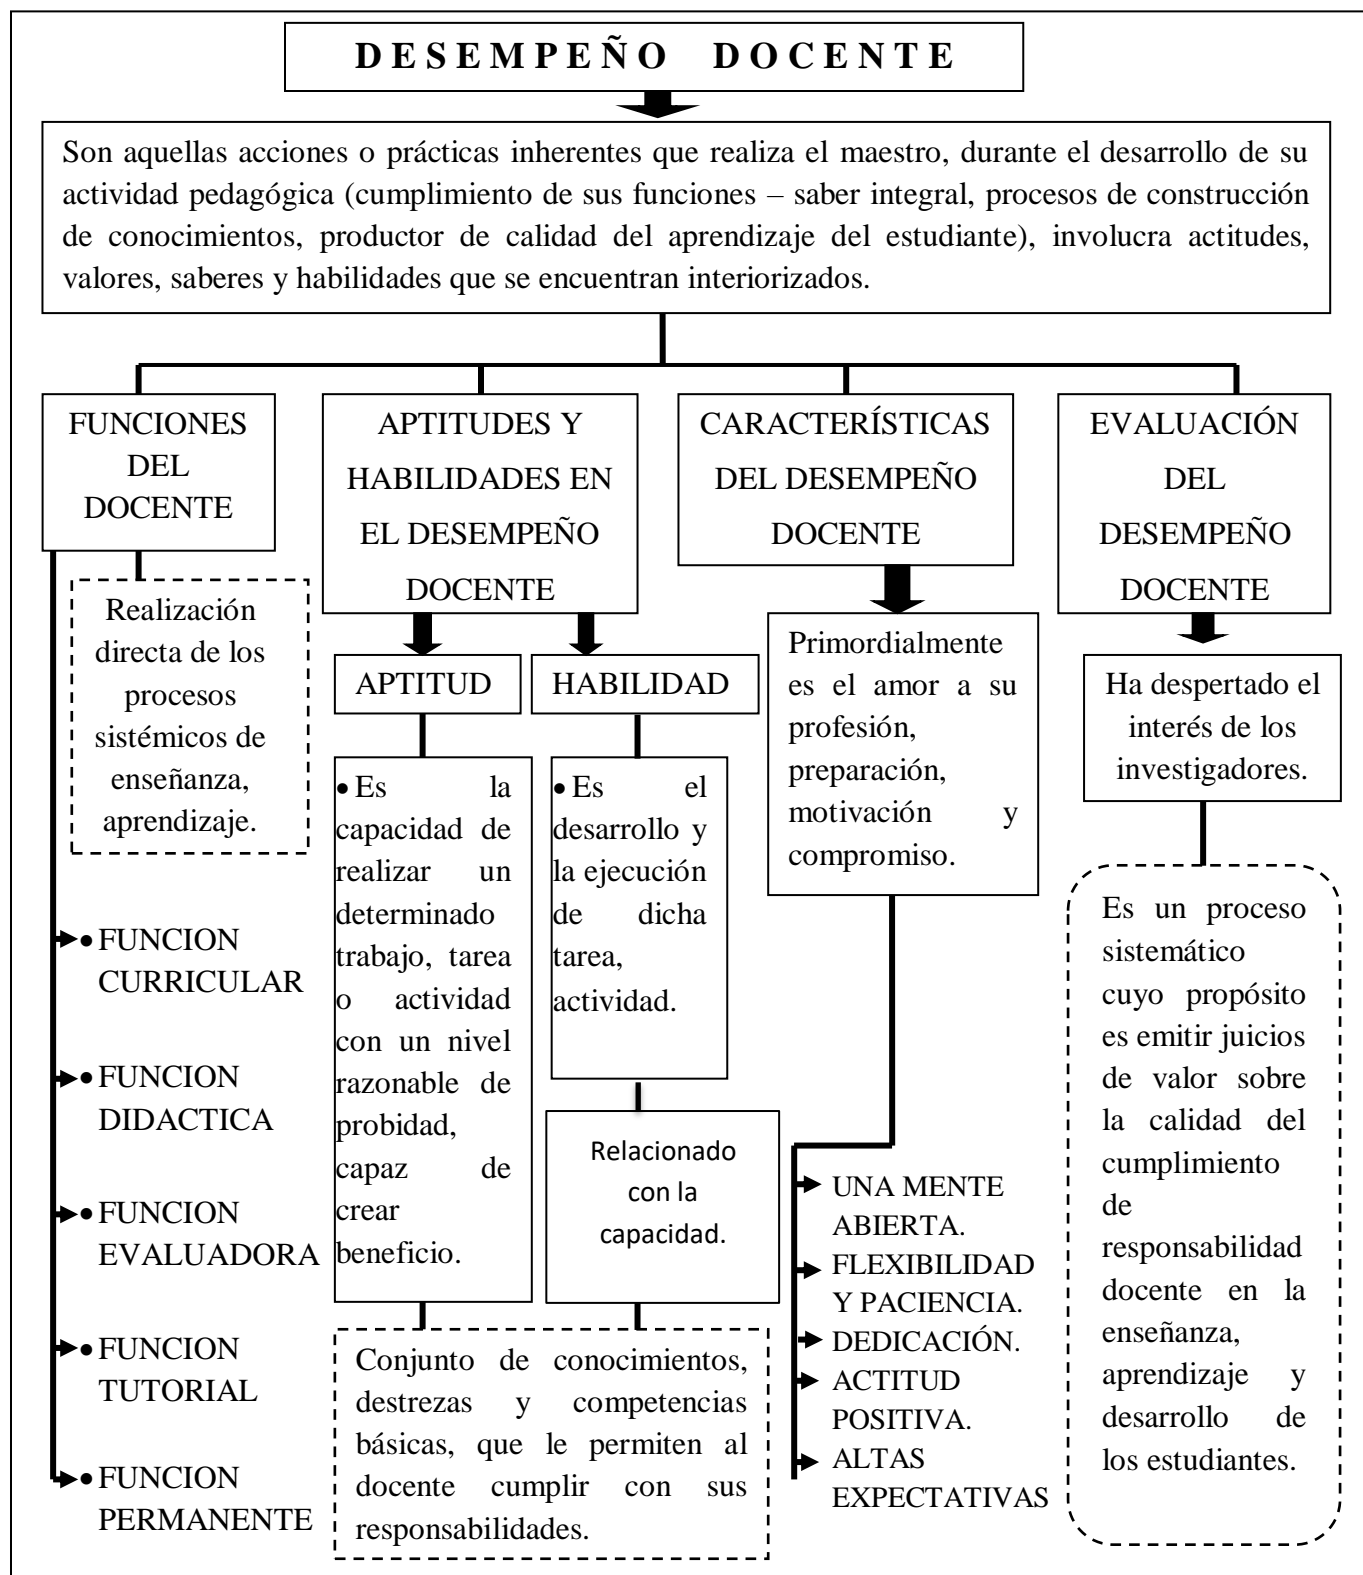 DESEMPEÑO DOCENTE
Son aquellas acciones o prácticas inherentes que realiza el maestro, durante el desarrollo de su
actividad pedagógica (cumplimiento de sus funciones – saber integral, procesos de construcción
de conocimientos, productor de calidad del aprendizaje del estudiante), involucra actitudes,
valores, saberes y habilidades que se encuentran interiorizados.
FUNCIONES
DEL
DOCENTE
Realización
directa de los
procesos
sistémicos de
enseñanza,
aprendizaje.
• FUNCION
CURRICULAR
• FUNCION
DIDACTICA
• FUNCION
EVALUADORA
• FUNCION
TUTORIAL
• FUNCION
PERMANENTE
APTITUDES Y
HABILIDADES EN
EL DESEMPEÑO
DOCENTE
APTITUD
• Es la
capacidad de
realizar un
determinado
trabajo, tarea
o actividad
con un nivel
razonable de
probidad,
capaz de
crear
beneficio.
HABILIDAD
• Es el
desarrollo y
la ejecución
de dicha
tarea,
actividad.
Relacionado
con la
capacidad.
Conjunto de conocimientos,
destrezas y competencias
básicas, que le permiten al
docente cumplir con sus
responsabilidades.
CARACTERÍSTICAS
DEL DESEMPEÑO
DOCENTE
Primordialmente
es el amor a su
profesión,
preparación,
motivación y
compromiso.
UNA MENTE
ABIERTA.
FLEXIBILIDAD
Y PACIENCIA.
DEDICACIÓN.
ACTITUD
POSITIVA.
ALTAS
EXPECTATIVAS
EVALUACIÓN
DEL
DESEMPEÑO
DOCENTE
Ha despertado el
interés de los
investigadores.
Es un proceso
sistemático
cuyo propósito
es emitir juicios
de valor sobre
la calidad del
cumplimiento
de
responsabilidad
docente en la
enseñanza,
aprendizaje y
desarrollo de
los estudiantes.